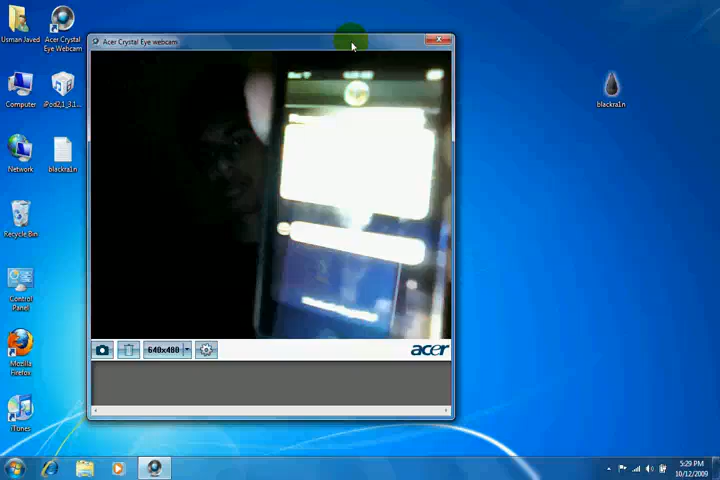 Acer Crystal Eye webcam
Usman Javed
Acer Crystal
Eye Webcam
Computer
iPod2,1_3,1...
blackra1n
Network
blackra1n
Recycle Bin
Control
Panel
640x480
acer
Mozilla
Firefox
iTunes
5:29 PM
10/12/2009